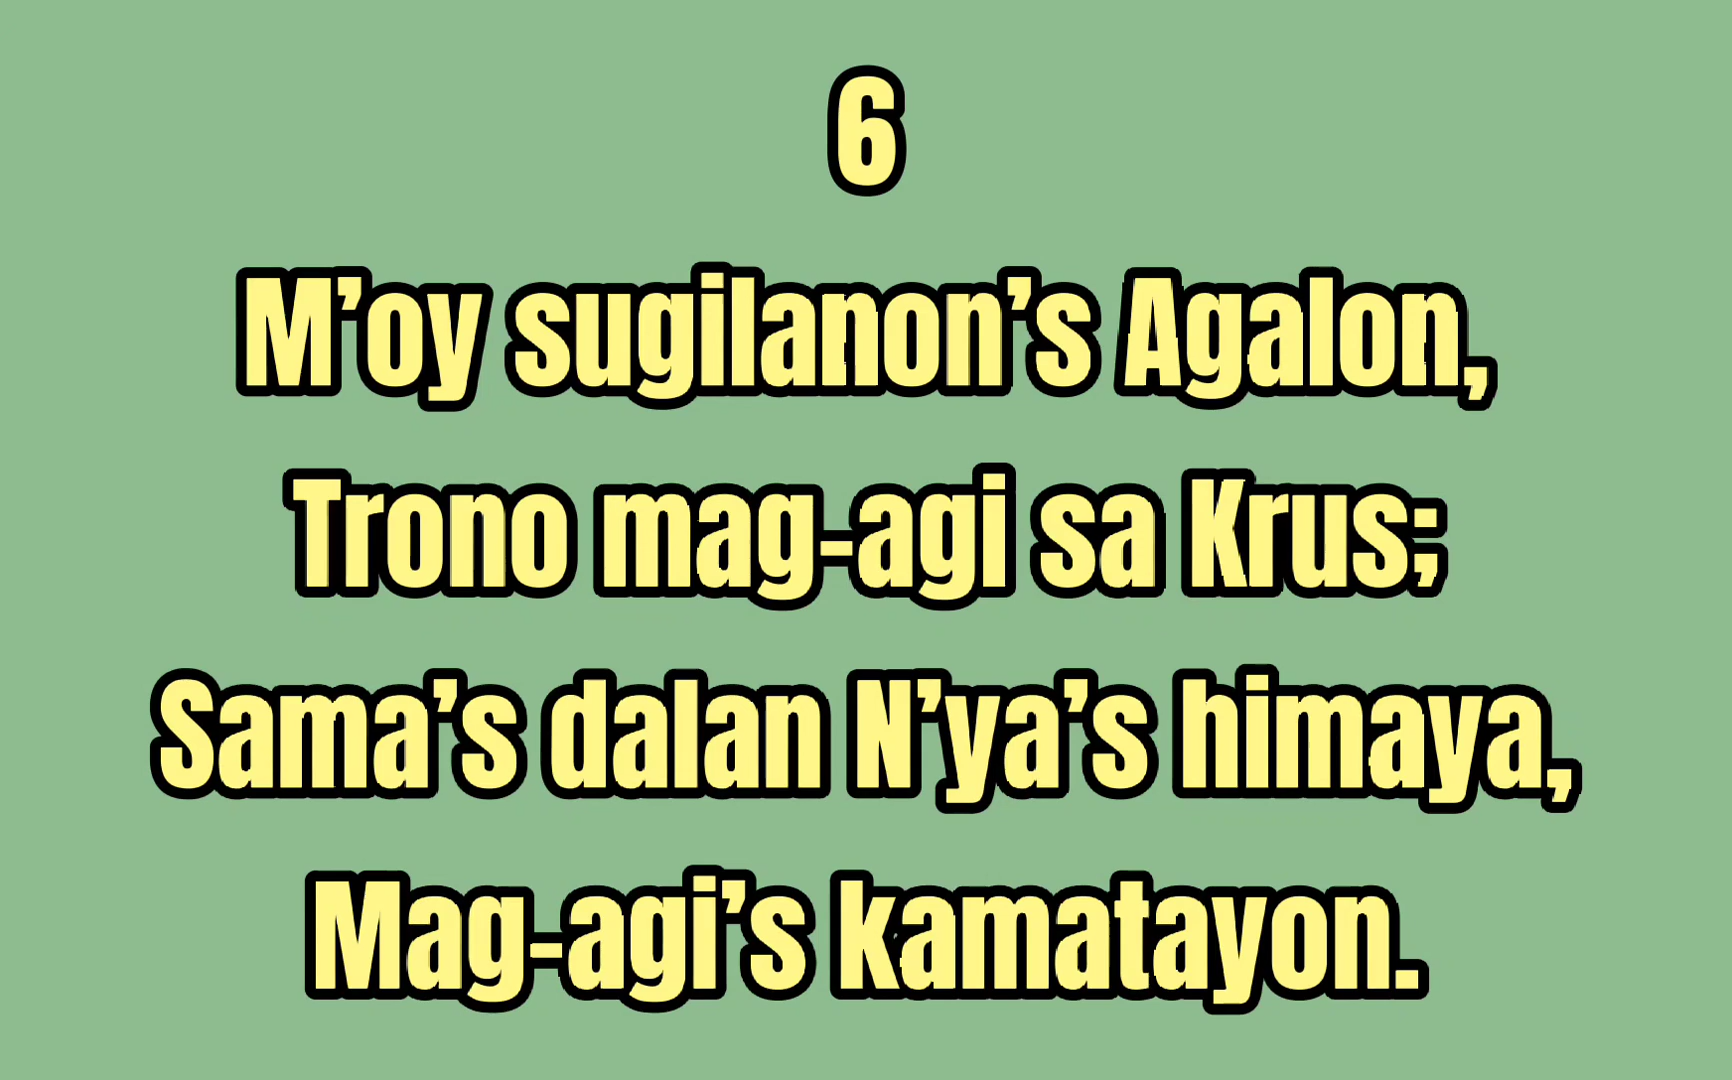 6
M’oy sugilanon’s Agalon,
Trono mag-agi sa Krus;
Sama’s dalan N’ya’s himaya,
Mag-agi’s kamatayon.